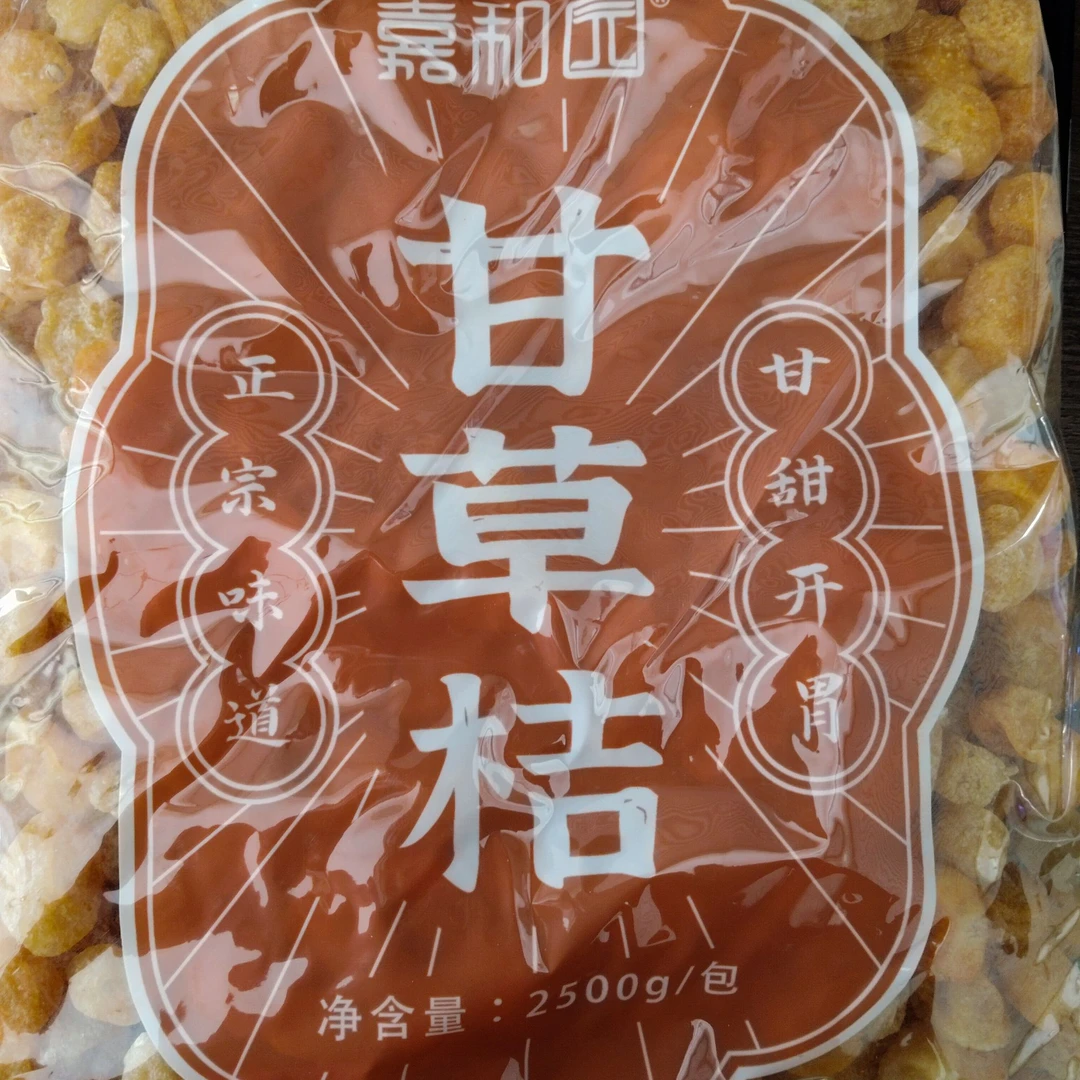 嘉和园®
甘草桔
正宗味道
甘甜开胃
净含量：2500g/包